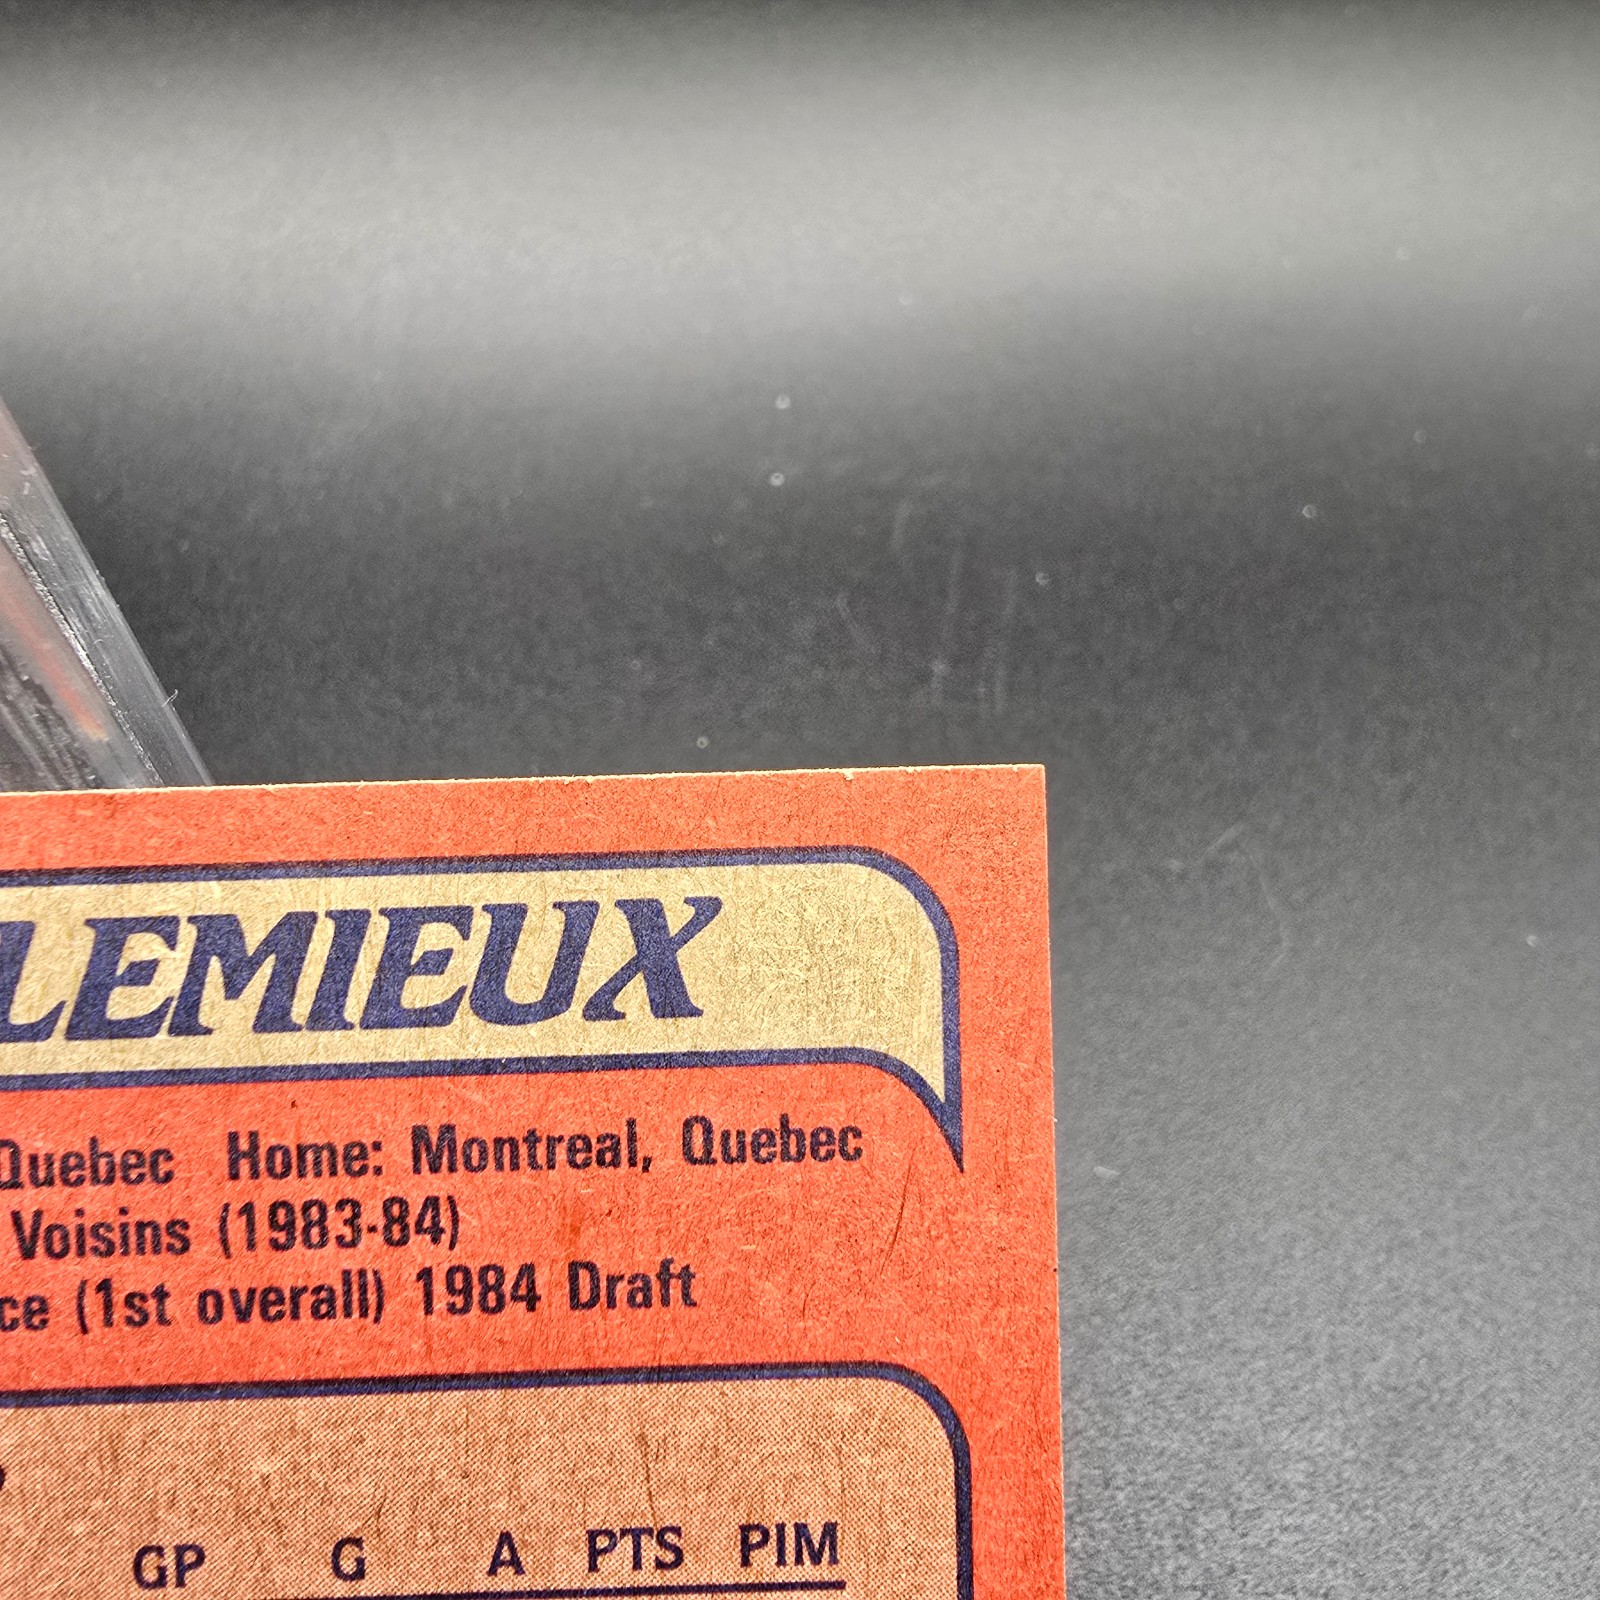 LEMIEUX
Quebec Home: Montreal, Quebec
Voisins (1983-84)
ce (1st overall) 1984 Draft
GP G A PTS PIM